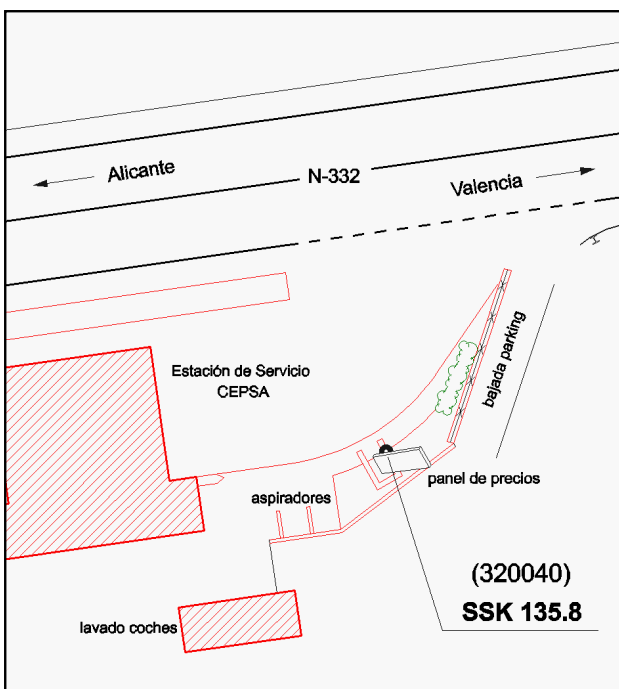 Alicante
N-332
Valencia
Estación de Servicio
CEPSA
bajada parking
panel de precios
aspiradores
(320040)
SSK 135.8
lavado coches